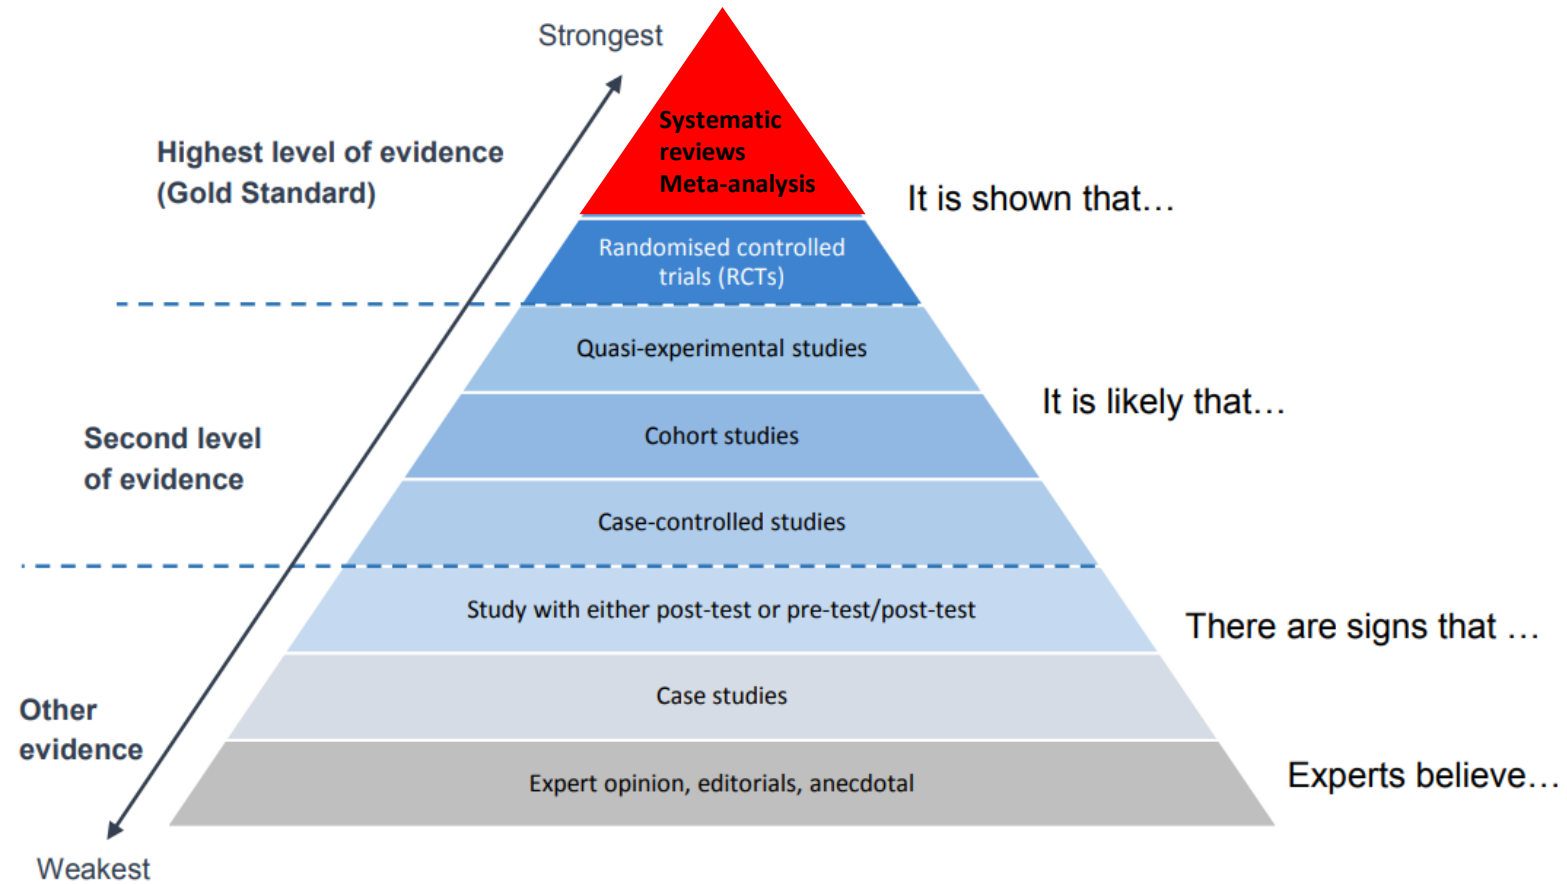 Strongest
Highest level of evidence
(Gold Standard)
Systematic
reviews
Meta-analysis
It is shown that…
Randomised controlled
trials (RCTs)
Quasi-experimental studies
It is likely that…
Second level
of evidence
Cohort studies
Case-controlled studies
Study with either post-test or pre-test/post-test
There are signs that …
Case studies
Other
evidence
Expert opinion, editorials, anecdotal
Experts believe…
Weakest